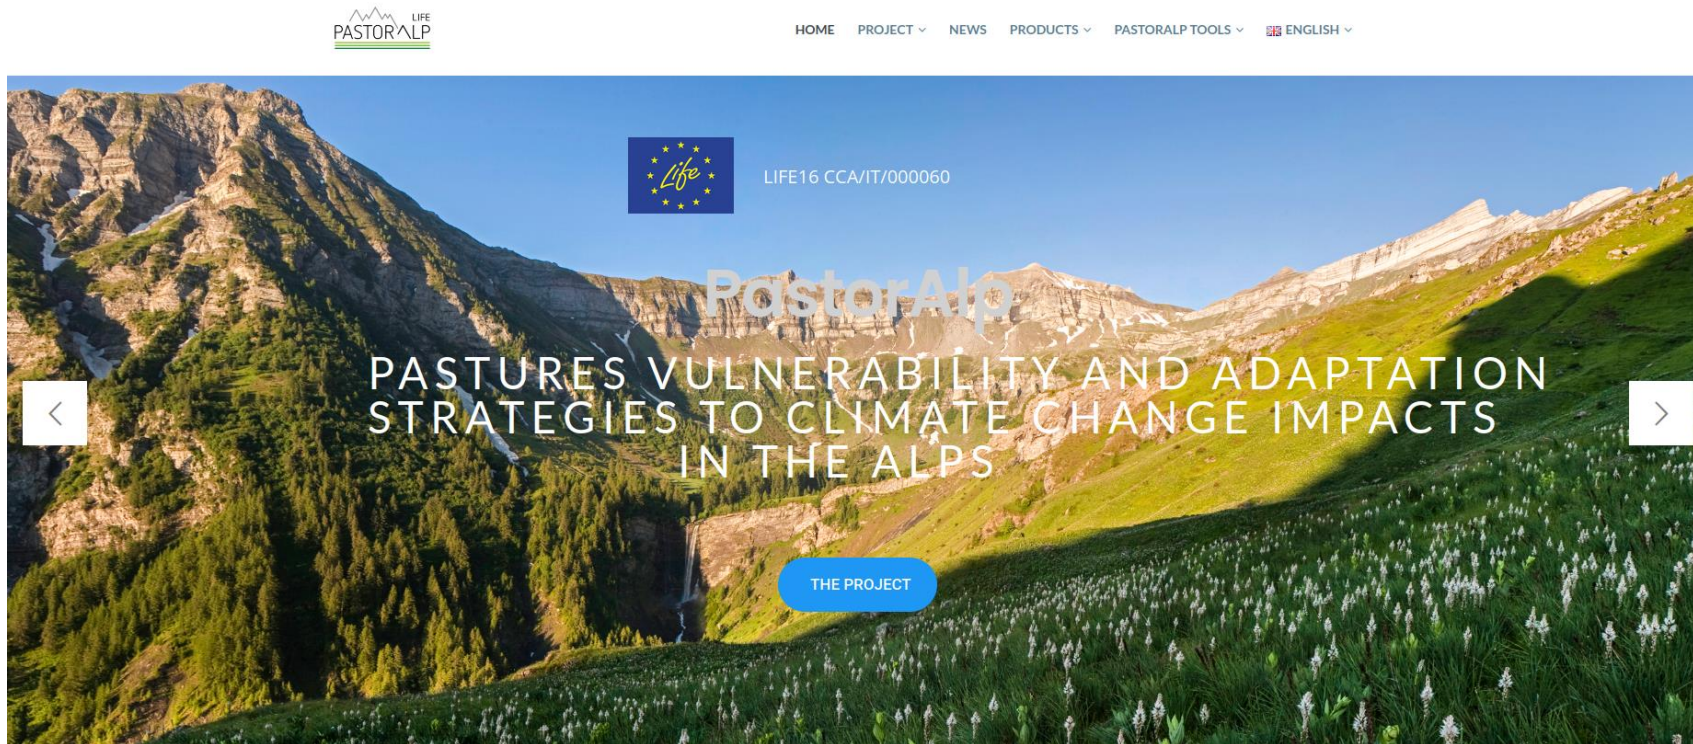 LIFE
PASTORALP
HOME PROJECT NEWS PRODUCTS PASTORALP TOOLS ENGLISH
Life
LIFE16 CCA/IT/000060
PastorAlp
PASTURES VULNERABILITY AND ADAPTATION
STRATEGIES TO CLIMATE CHANGE IMPACTS
IN THE ALPS
THE PROJECT